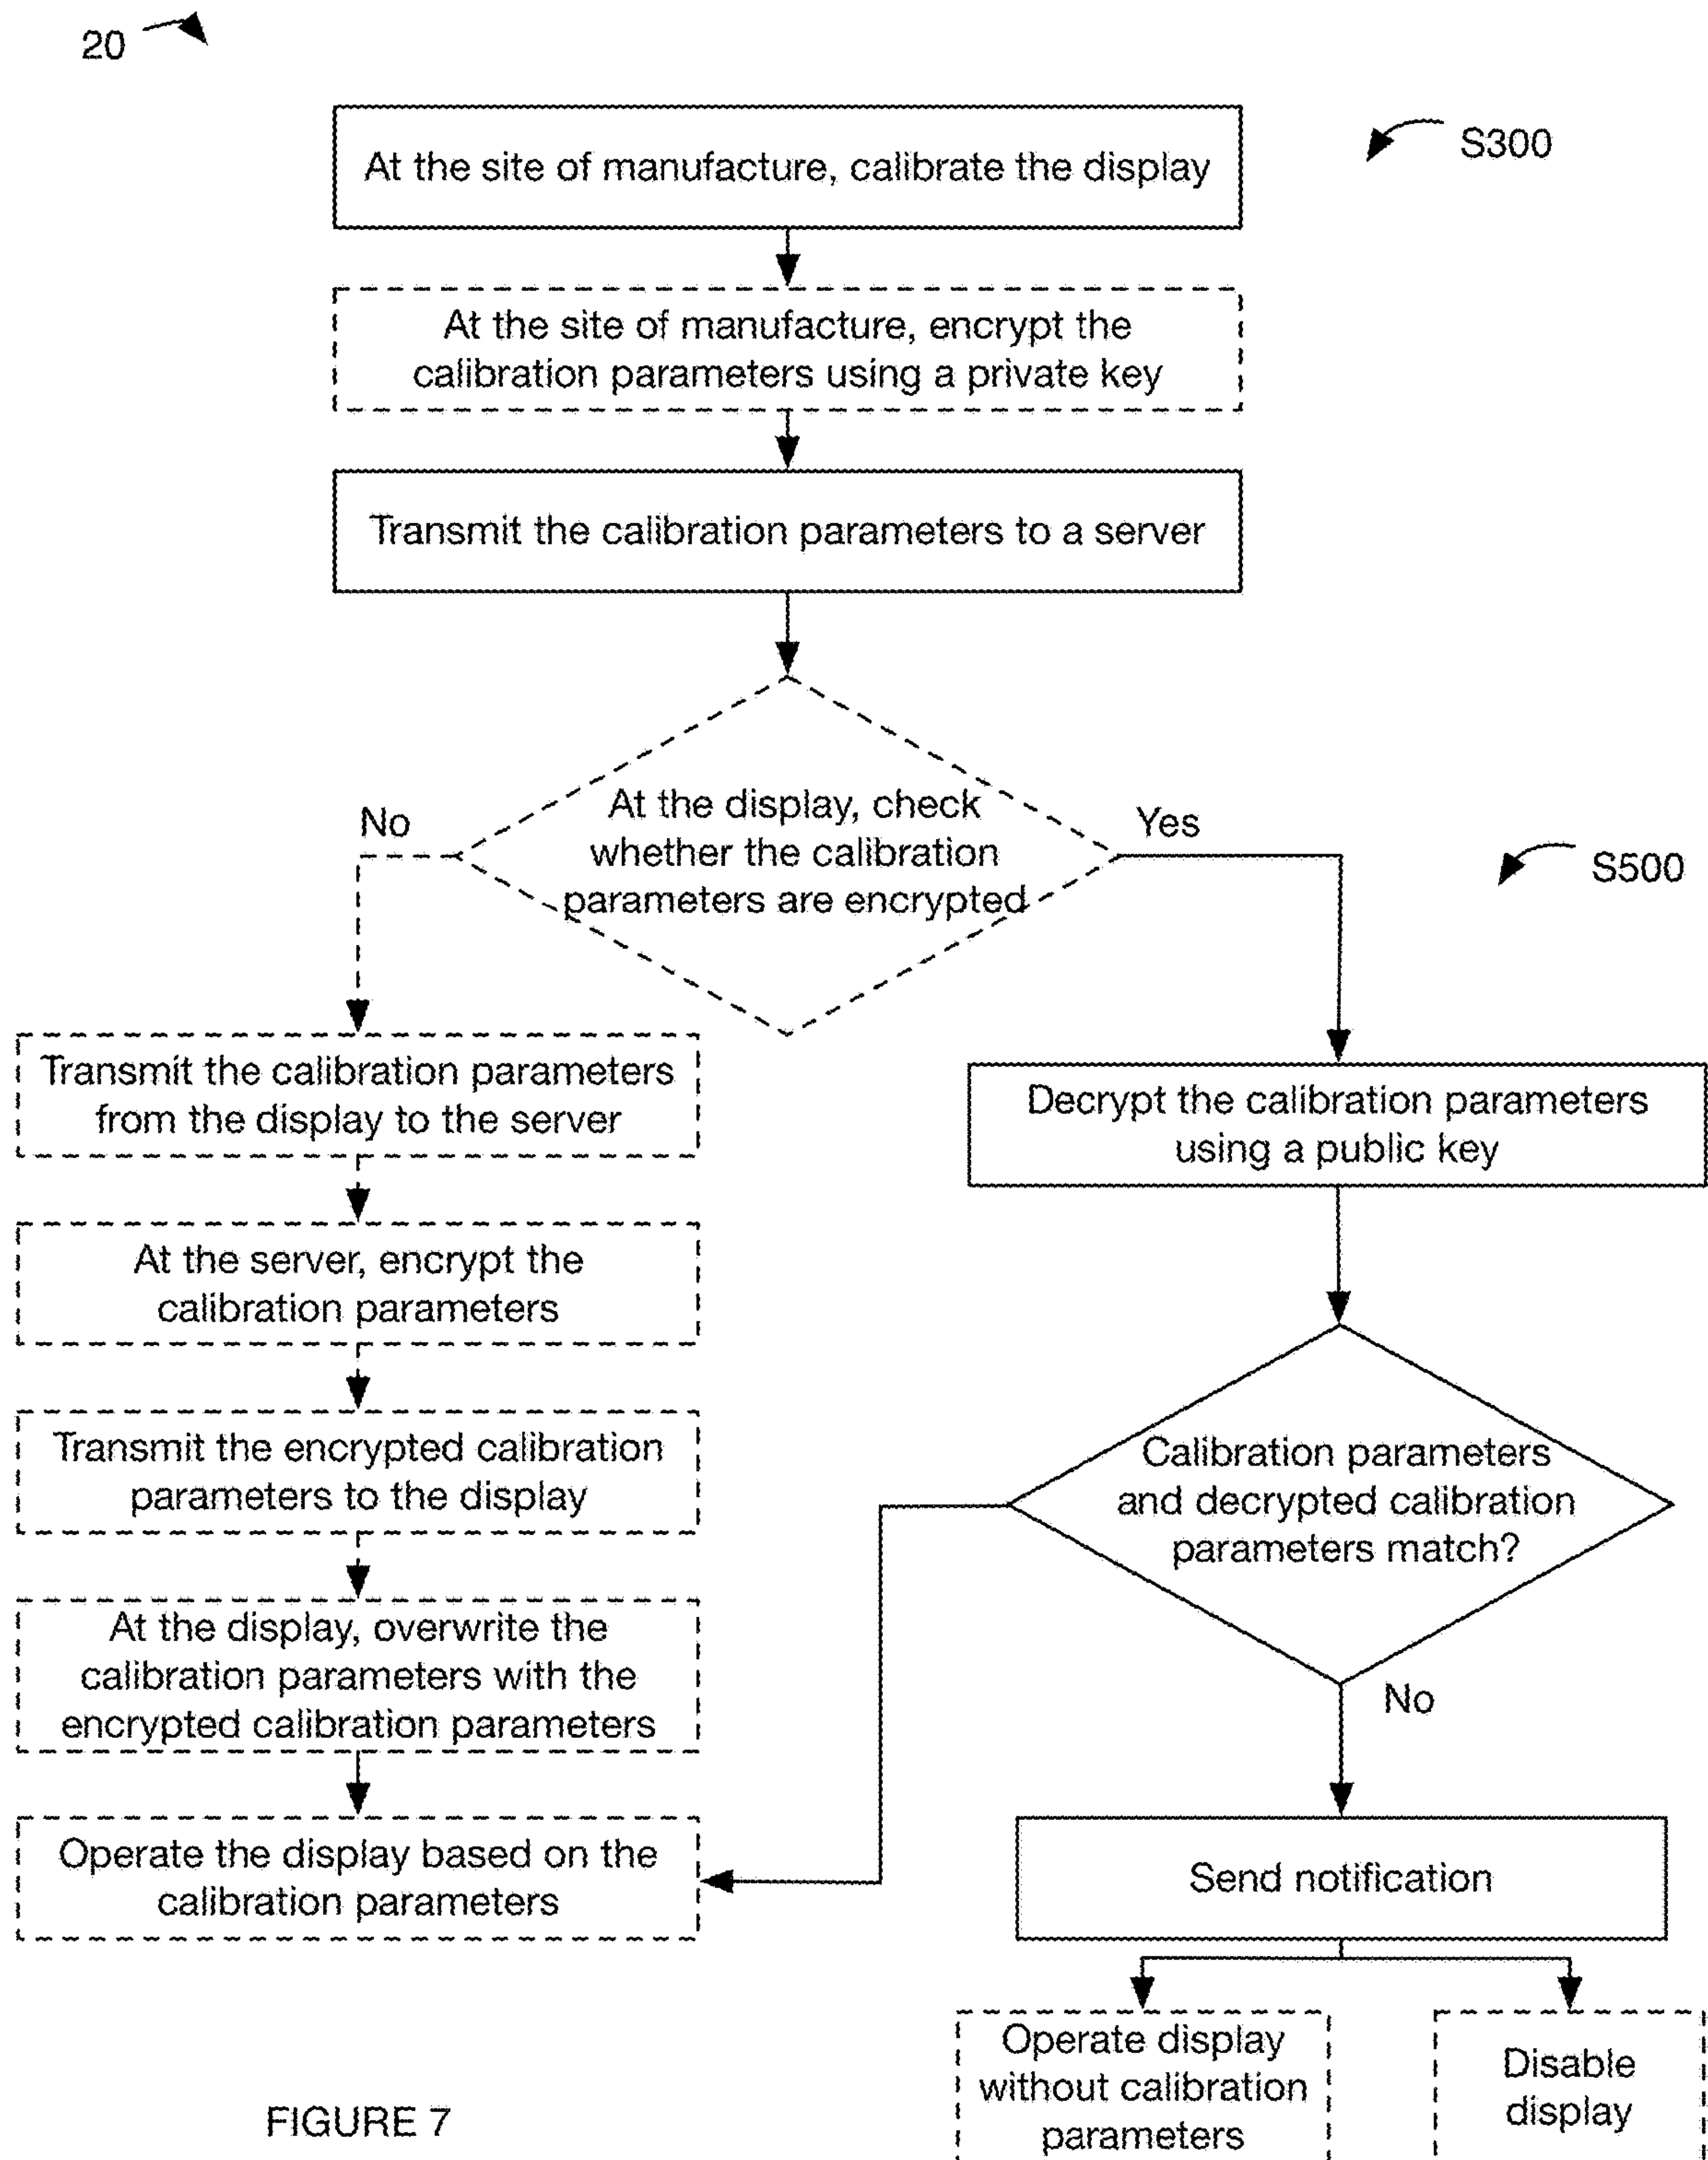 20
S300
At the site of manufacture, calibrate the display
At the site of manufacture, encrypt the
calibration parameters using a private key
Transmit the calibration parameters to a server
At the display, check
whether the calibration
parameters are encrypted
No
Yes
S500
Transmit the calibration parameters
from the display to the server
Decrypt the calibration parameters
using a public key
At the server, encrypt the
calibration parameters
Transmit the encrypted calibration
parameters to the display
Calibration parameters
and decrypted calibration
parameters match?
At the display, overwrite the
calibration parameters with the
encrypted calibration parameters
No
Operate the display based on the
calibration parameters
Send notification
Operate display
without calibration
parameters
Disable
display
FIGURE 7